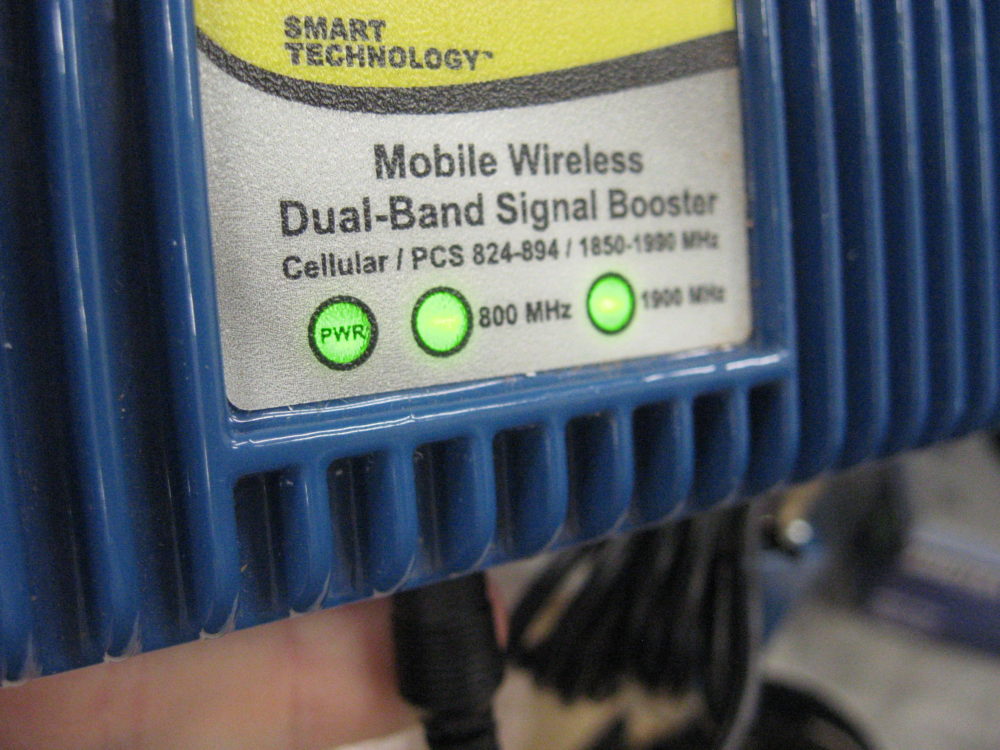 SMART
TECHNOLOGY™
Mobile Wireless
Dual-Band Signal Booster
Cellular / PCS 824-894 / 1850-1990 MHz
PWR 800 MHz 1900 MHz